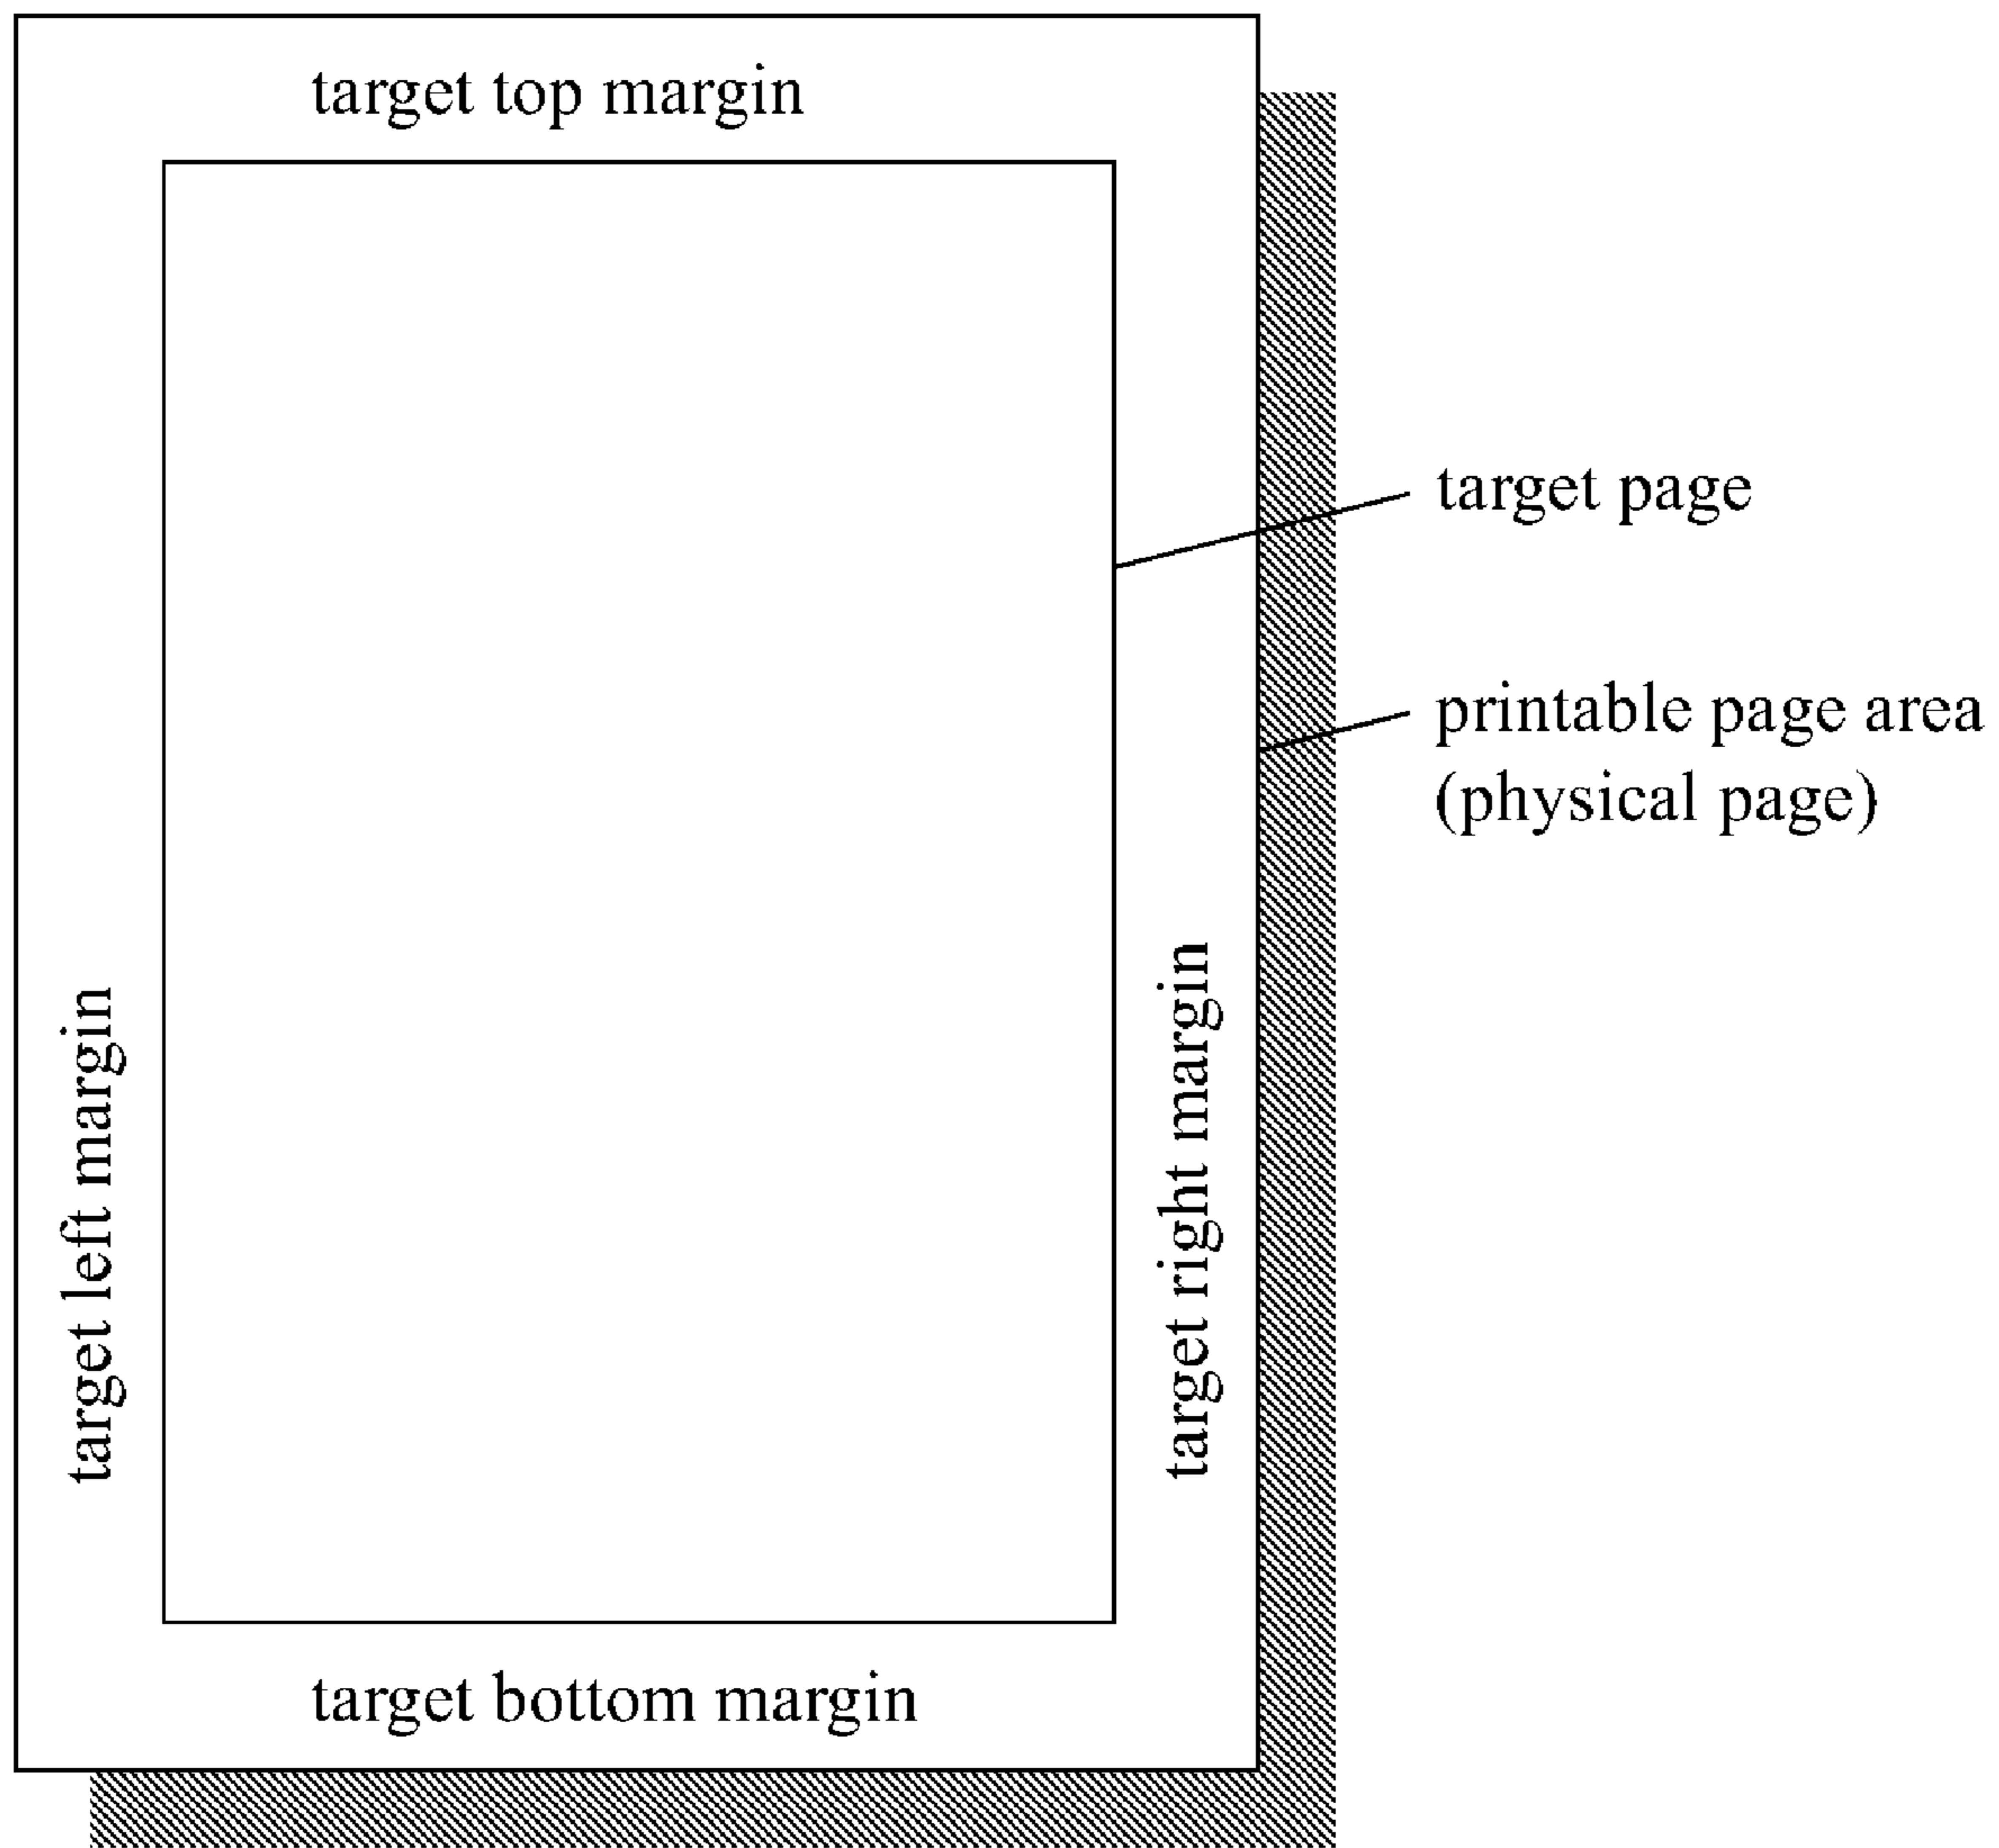 target top margin
target page
printable page area
(physical page)
target left margin
target right margin
target bottom margin